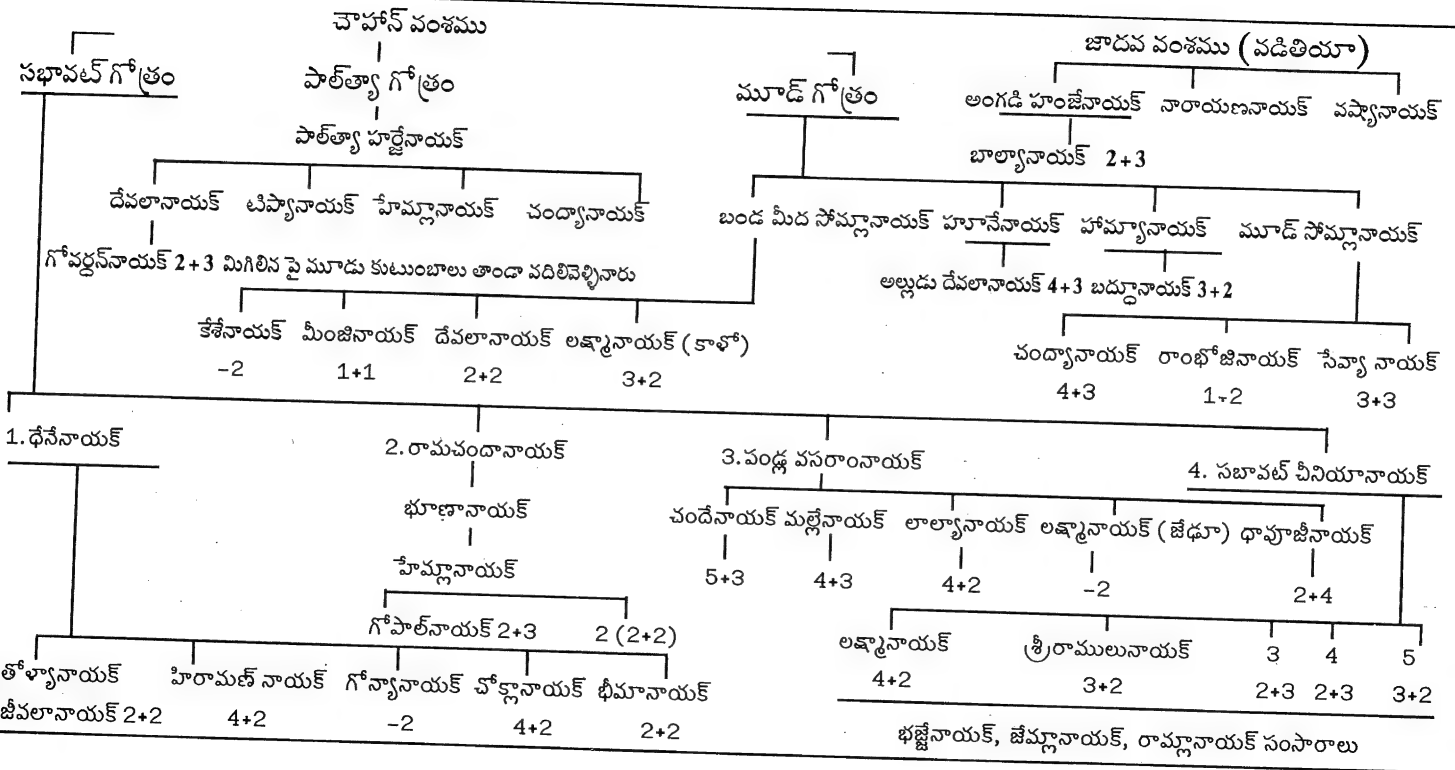 చౌహాన్ వంశము
జాదవ వంశము (వడితియా)
సభావట్ గోత్రం
పాల్త్యా గోత్రం
మూడ్ గోత్రం
అంగడి హంజేనాయక్ నారాయణనాయక్ వష్యానాయక్
పాల్త్యా హర్జేనాయక్
బాల్యానాయక్ 2+3
దేవలానాయక్ టిప్యానాయక్ హేమ్లానాయక్ చంద్యానాయక్
బండ మీద సోమ్లానాయక్ హూనేనాయక్ హామ్యానాయక్ మూడ్ సోమ్లానాయక్
గోవర్ధన్‌నాయక్ 2+3 మిగిలిన పై మూడు కుటుంబాలు తాండా వదిలివెళ్ళినారు
అల్లుడు దేవలానాయక్ 4+3 బద్ధూనాయక్ 3+2
కేశేనాయక్ మీంజినాయక్ దేవలానాయక్ లక్ష్మానాయక్ (కాళో)
-2 1+1 2+2 3+2
చంద్యానాయక్ రాంభోజినాయక్ సేవ్యా నాయక్
4+3 1-2 3+3
1.ధేనేనాయక్
2.రామచందానాయక్
3.పండ్ల వసరాంనాయక్
4. సబావట్ చీనియానాయక్
భూణానాయక్
చందేనాయక్ మల్లేనాయక్ లాల్యానాయక్ లక్ష్మానాయక్ (జేఢూ) ధావూజీనాయక్
5+3 4+3 4+2 -2 2+4
హేమ్లానాయక్
గోపాల్‌నాయక్ 2+3 2 (2+2)
లక్ష్మానాయక్ శ్రీరాములునాయక్ 3 4 5
4+2 3+2 2+3 2+3 3+2
తోళ్యానాయక్ హిరామణ్ నాయక్ గోన్యానాయక్ చోక్లానాయక్ భీమానాయక్
జీవలానాయక్ 2+2 4+2 -2 4+2 2+2
భజ్జేనాయక్, జేమ్లానాయక్, రామ్లానాయక్ సంసారాలు